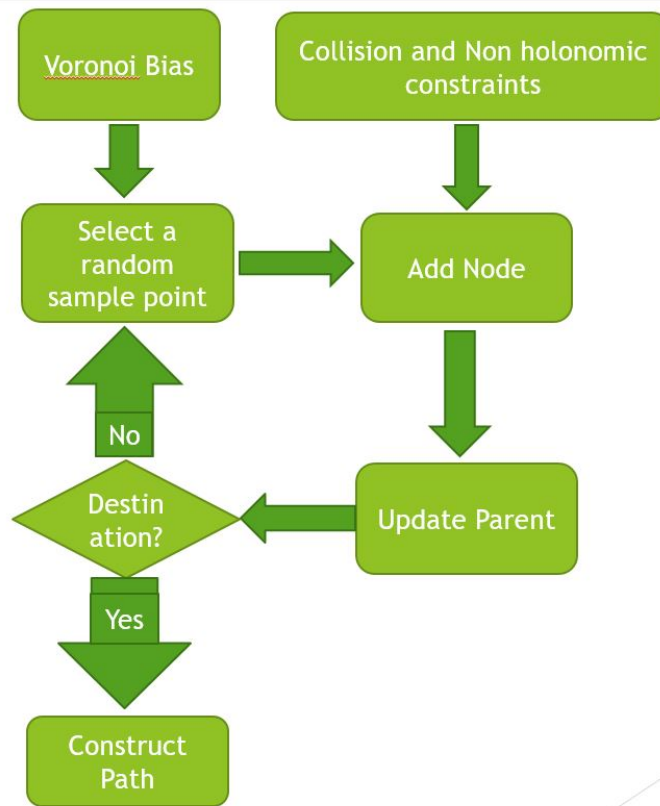 Voronoi Bias
Collision and Non holonomic
constraints
Select a
random
sample point
Add Node
No
Destin
ation?
Update Parent
Yes
Construct
Path